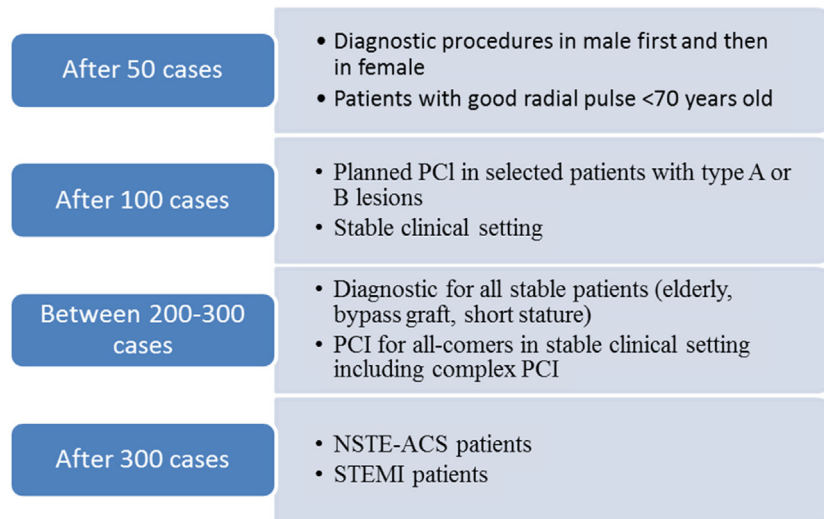 After 50 cases
• Diagnostic procedures in male first and then
in female
• Patients with good radial pulse <70 years old
After 100 cases
• Planned PCl in selected patients with type A or
B lesions
• Stable clinical setting
Between 200-300
cases
• Diagnostic for all stable patients (elderly,
bypass graft, short stature)
• PCI for all-comers in stable clinical setting
including complex PCI
After 300 cases
• NSTE-ACS patients
• STEMI patients